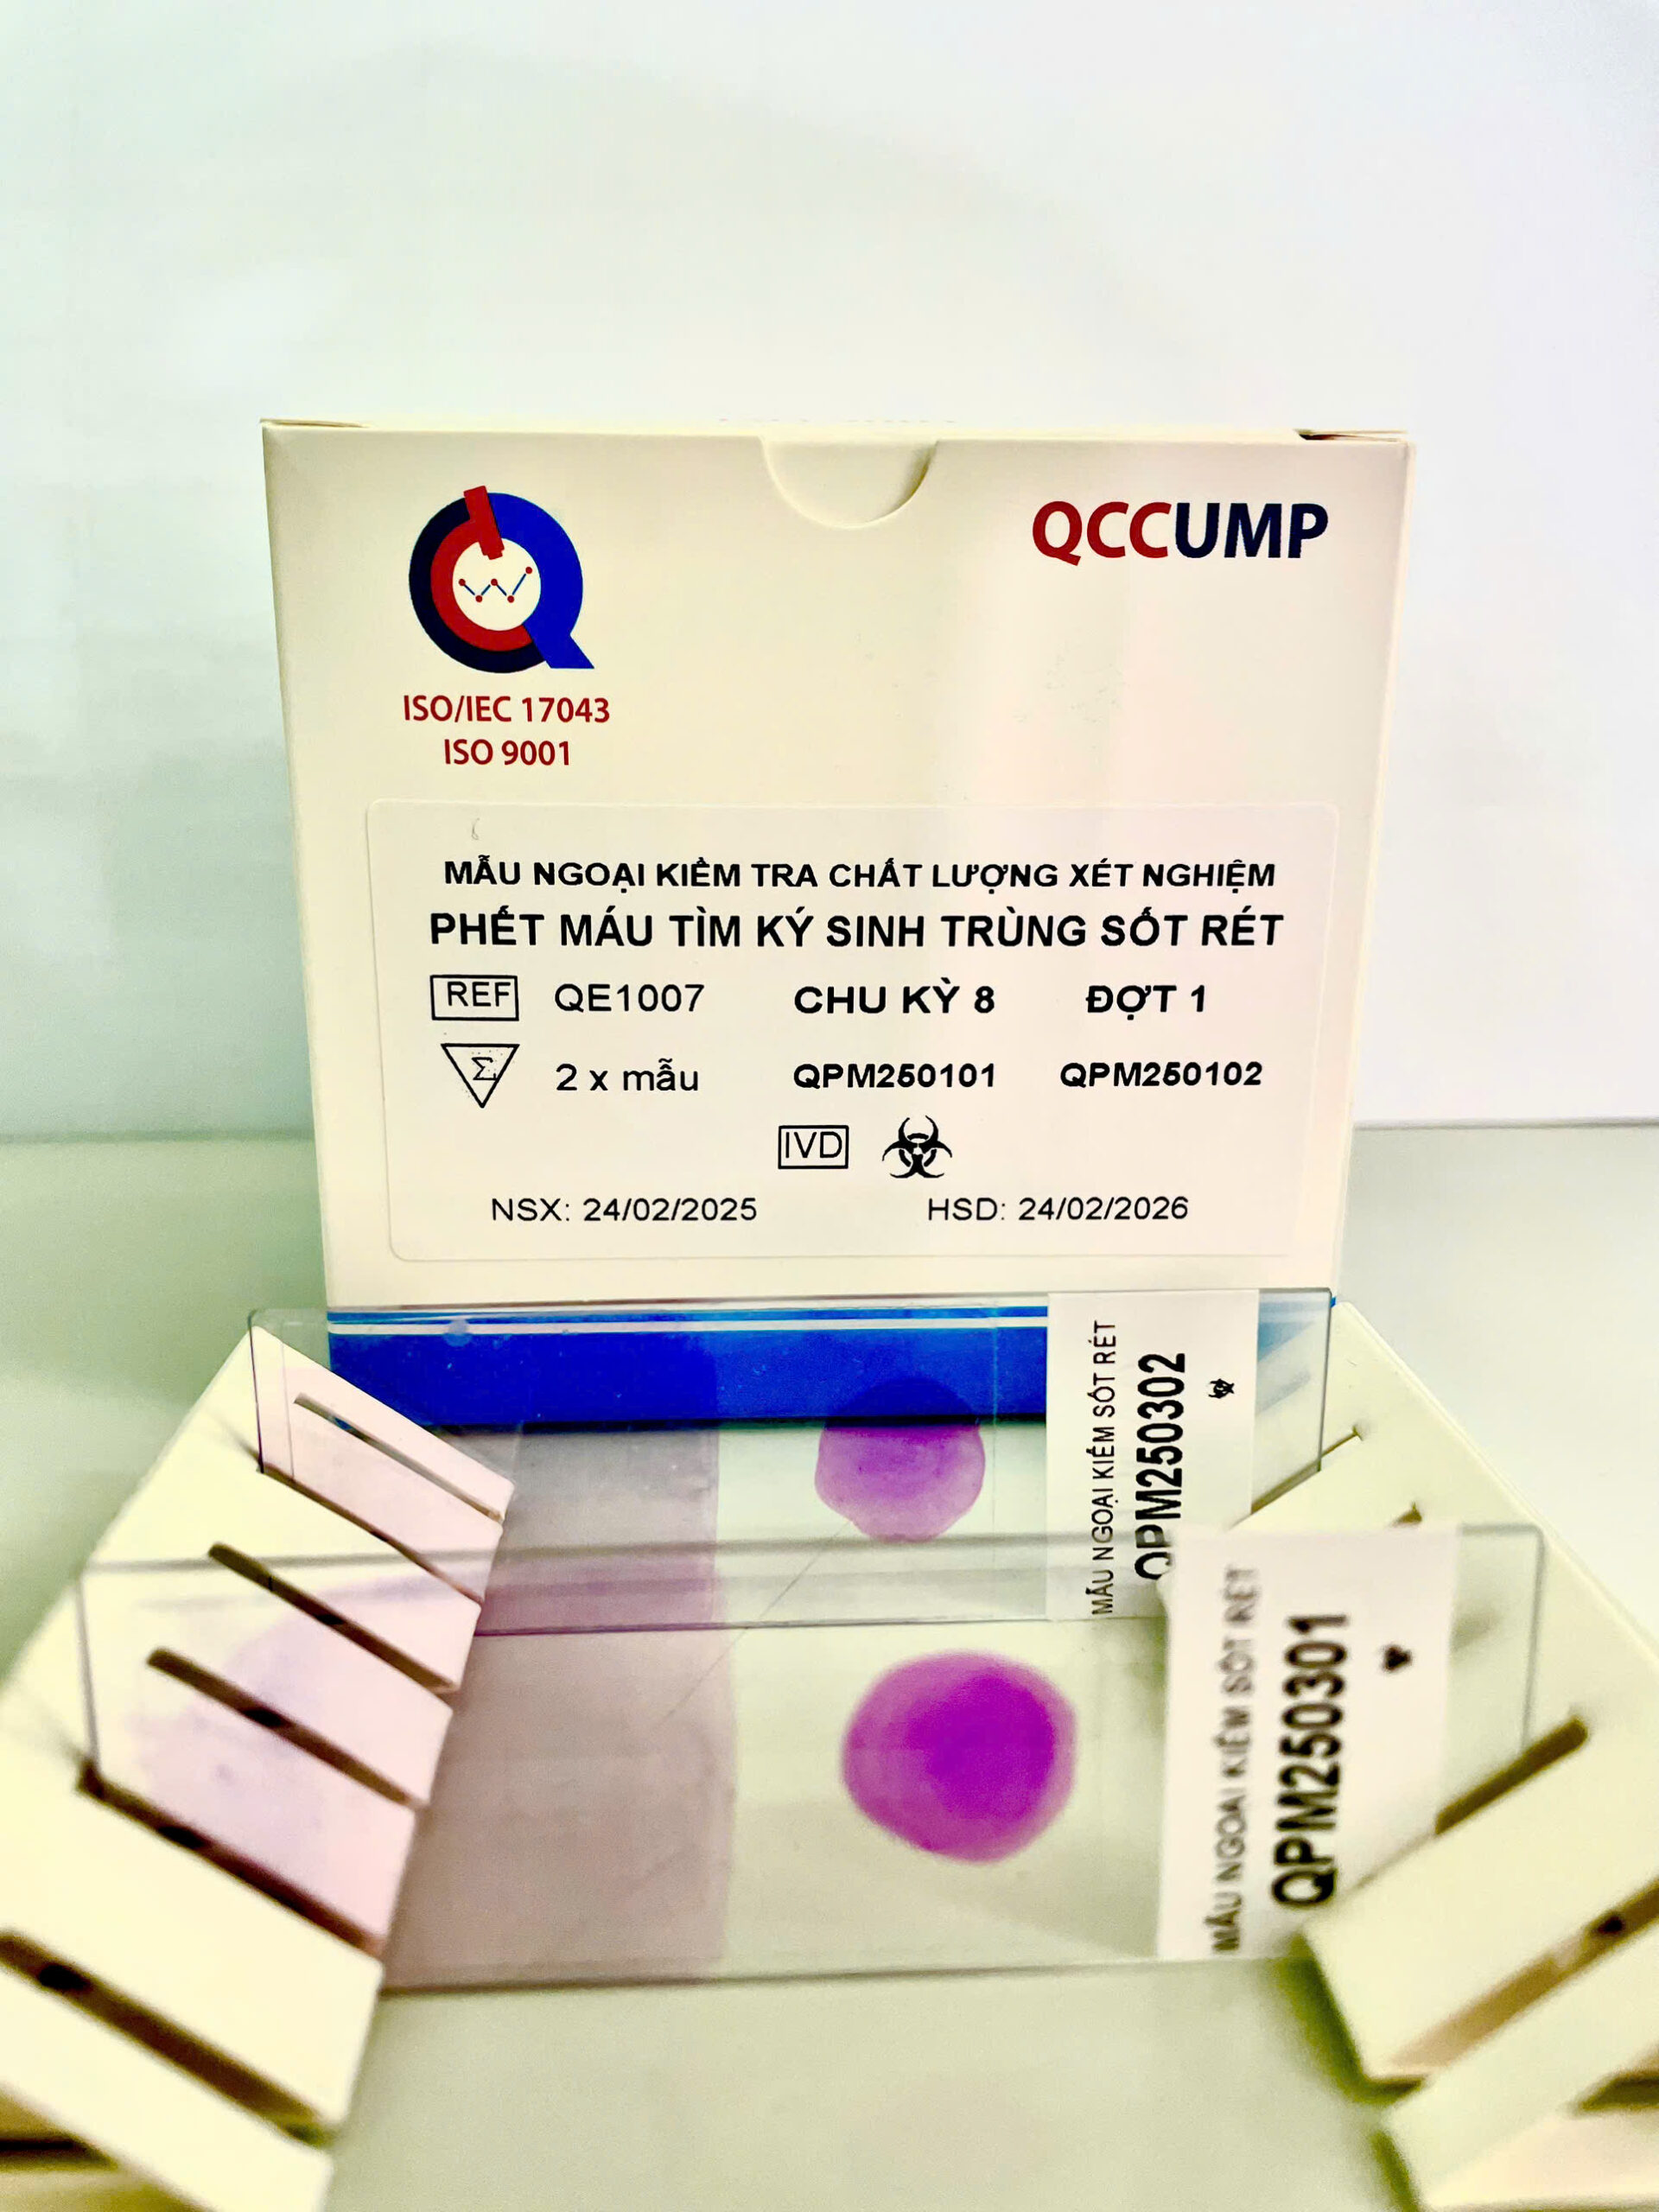 QCCUMP
ISO/IEC 17043
ISO 9001
MẪU NGOẠI KIỂM TRA CHẤT LƯỢNG XÉT NGHIỆM
PHẾT MÁU TÌM KÝ SINH TRÙNG SỐT RÉT
REF QE1007 CHU KỲ 8 ĐỢT 1
Σ 2 x mẫu QPM250101 QPM250102
IVD
NSX: 24/02/2025 HSD: 24/02/2026
MẪU NGOẠI KIỂM SỐT RÉT
QPM250302
MẪU NGOẠI KIỂM SỐT RÉT
QPM250301